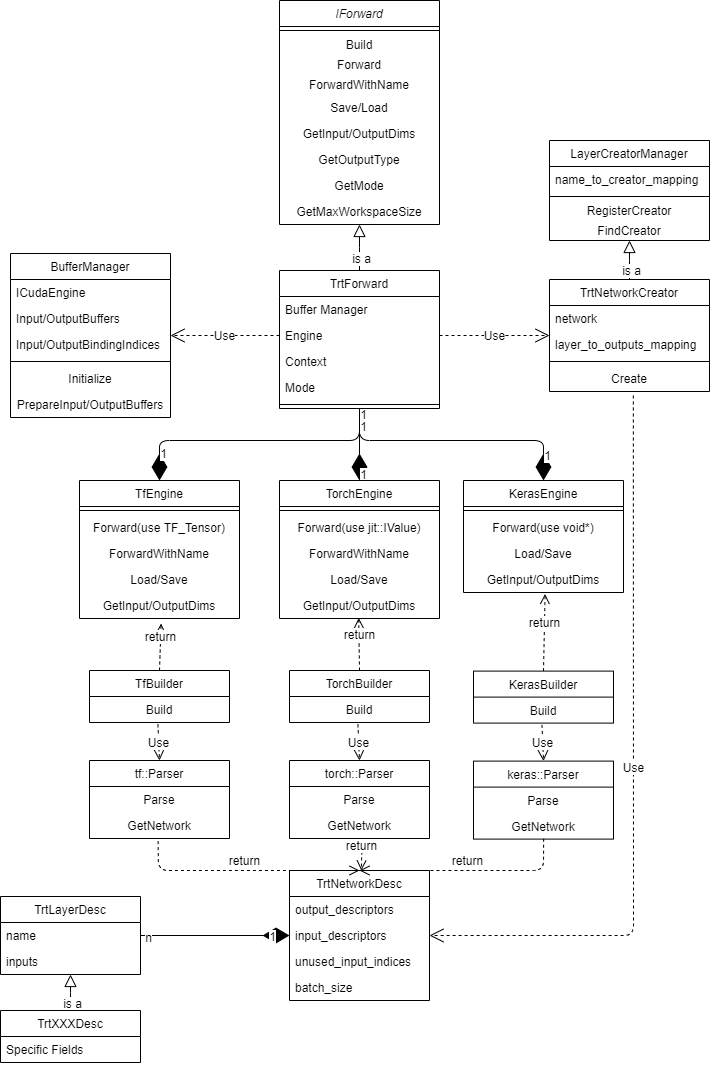 IForward
Build
Forward
ForwardWithName
Save/Load
GetInput/OutputDims
GetOutputType
GetMode
GetMaxWorkspaceSize
is a
LayerCreatorManager
name_to_creator_mapping
RegisterCreator
FindCreator
is a
BufferManager
ICudaEngine
Input/OutputBuffers
Input/OutputBindingIndices
Initialize
PrepareInput/OutputBuffers
Use
TrtForward
Buffer Manager
Engine
Context
Mode
Use
TrtNetworkCreator
network
layer_to_outputs_mapping
Create
1
1
1
1
1
TfEngine
Forward(use TF_Tensor)
ForwardWithName
Load/Save
GetInput/OutputDims
TorchEngine
Forward(use jit::IValue)
ForwardWithName
Load/Save
GetInput/OutputDims
KerasEngine
Forward(use void*)
Load/Save
GetInput/OutputDims
return
return
return
TfBuilder
Build
TorchBuilder
Build
KerasBuilder
Build
Use
Use
Use
Use
tf::Parser
Parse
GetNetwork
torch::Parser
Parse
GetNetwork
keras::Parser
Parse
GetNetwork
return
return
return
TrtNetworkDesc
output_descriptors
input_descriptors
unused_input_indices
batch_size
TrtLayerDesc
name
inputs
n
1
is a
TrtXXXDesc
Specific Fields